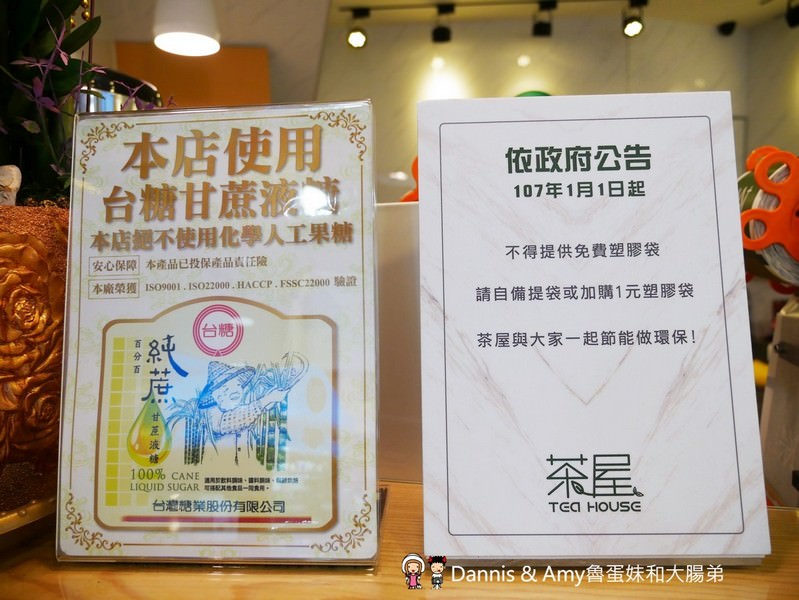 本店使用
台糖甘蔗液糖
本店絕不使用化學人工果糖
安心保障 本產品已投保產品責任險
本廠榮獲 ISO9001 . ISO22000 . HACCP . FSSC22000 驗證
台糖
百分百
純蔗
甘蔗液糖
100% CANE
LIQUID SUGAR
台灣糖業股份有限公司
依政府公告
107年1月1日起
不得提供免費塑膠袋
請自備提袋或加購1元塑膠袋
茶屋與大家一起節能做環保!
茶屋
TEA HOUSE
Dannis & Amy魯蛋妹和大腸弟